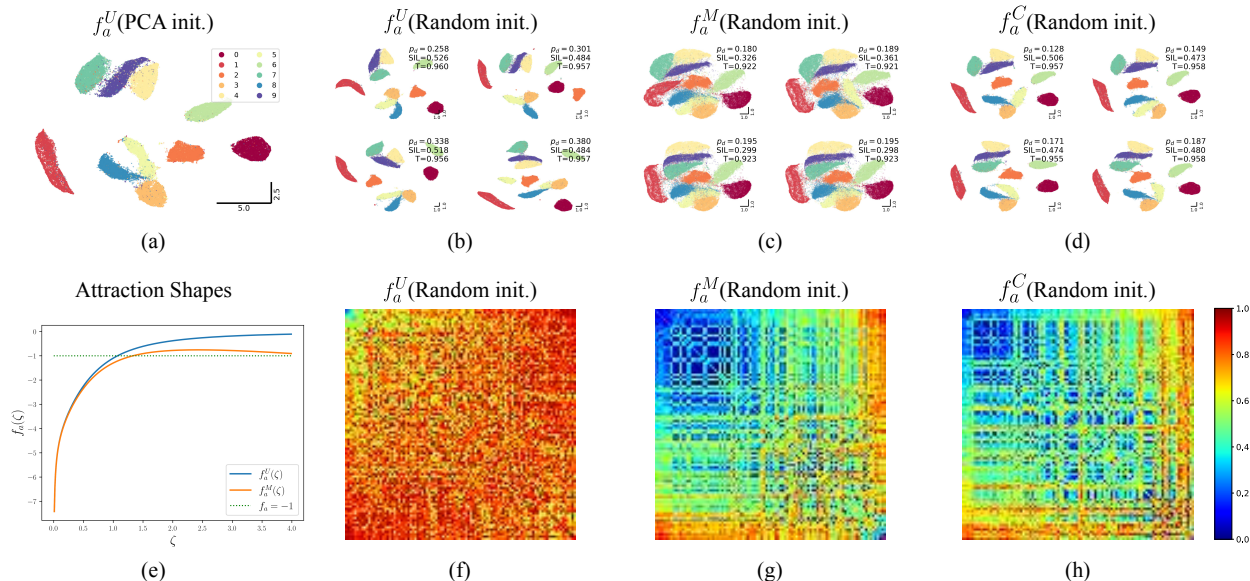 f_a^U(PCA init.)
f_a^U(Random init.)
f_a^M(Random init.)
f_a^C(Random init.)
0 5
1 6
2 7
3 8
4 9
5.0
2.5
p_d = 0.258
SIL=0.526
T=0.960
p_d = 0.301
SIL=0.484
T=0.957
p_d = 0.338
SIL=0.518
T=0.956
p_d = 0.380
SIL=0.484
T=0.957
p_d = 0.180
SIL=0.326
T=0.922
p_d = 0.189
SIL=0.361
T=0.921
p_d = 0.195
SIL=0.299
T=0.923
p_d = 0.195
SIL=0.298
T=0.923
p_d = 0.128
SIL=0.506
T=0.957
p_d = 0.149
SIL=0.473
T=0.958
p_d = 0.171
SIL=0.474
T=0.955
p_d = 0.187
SIL=0.480
T=0.958
(a)
(b)
(c)
(d)
Attraction Shapes
f_a^U(Random init.)
f_a^M(Random init.)
f_a^C(Random init.)
f_a(ζ)
0
−1
−2
−3
−4
−5
−6
−7
0.0 0.5 1.0 1.5 2.0 2.5 3.0 3.5 4.0
ζ
f_a^U(ζ)
f_a^M(ζ)
f_a = −1
1.0
0.8
0.6
0.4
0.2
0.0
(e)
(f)
(g)
(h)